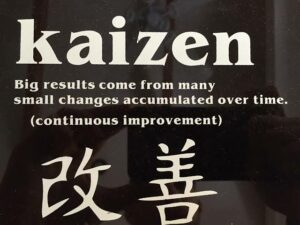 kaizen
Big results come from many
small changes accumulated over time.
(continuous improvement)
改善